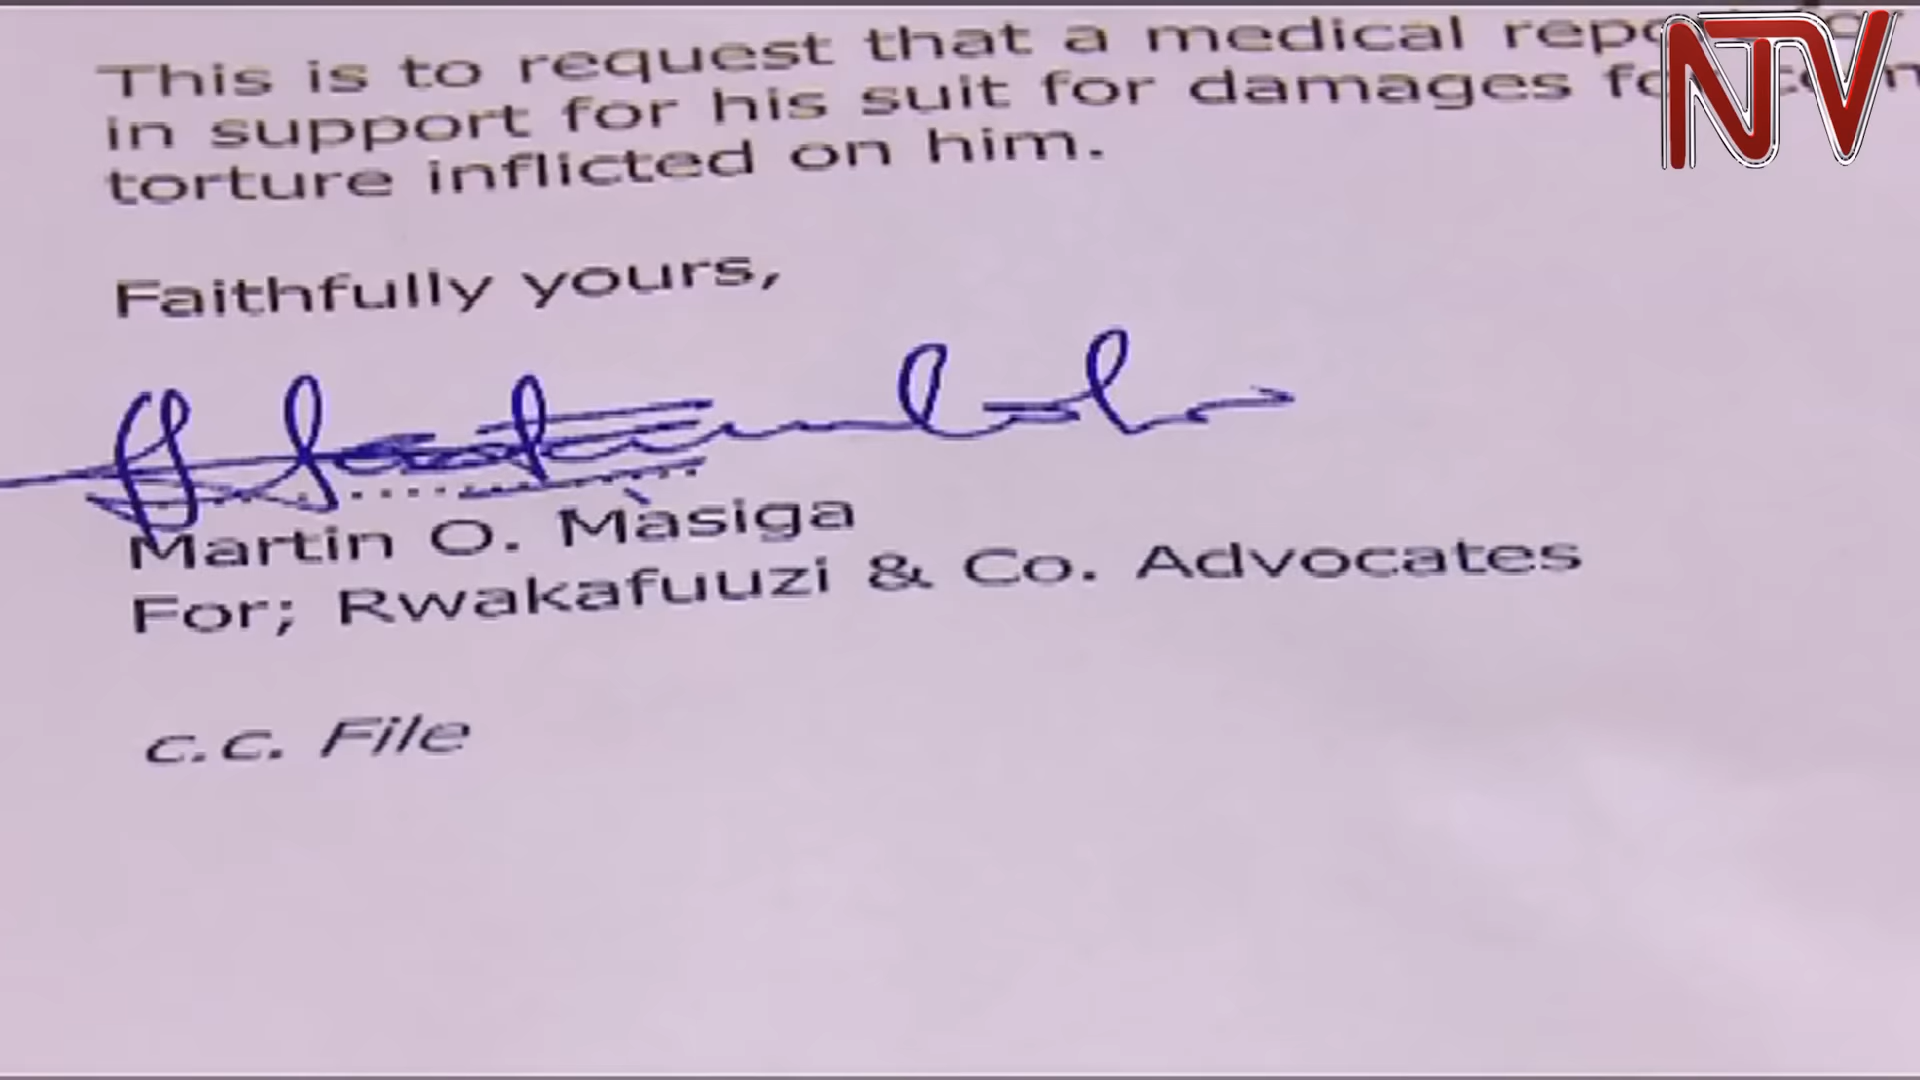 This is to request that a medical report
in support for his suit for damages
torture inflicted on him.
Faithfully yours,
Martin O. Masiga
For; Rwakafuuzi & Co. Advocates
c.c. File
NTV